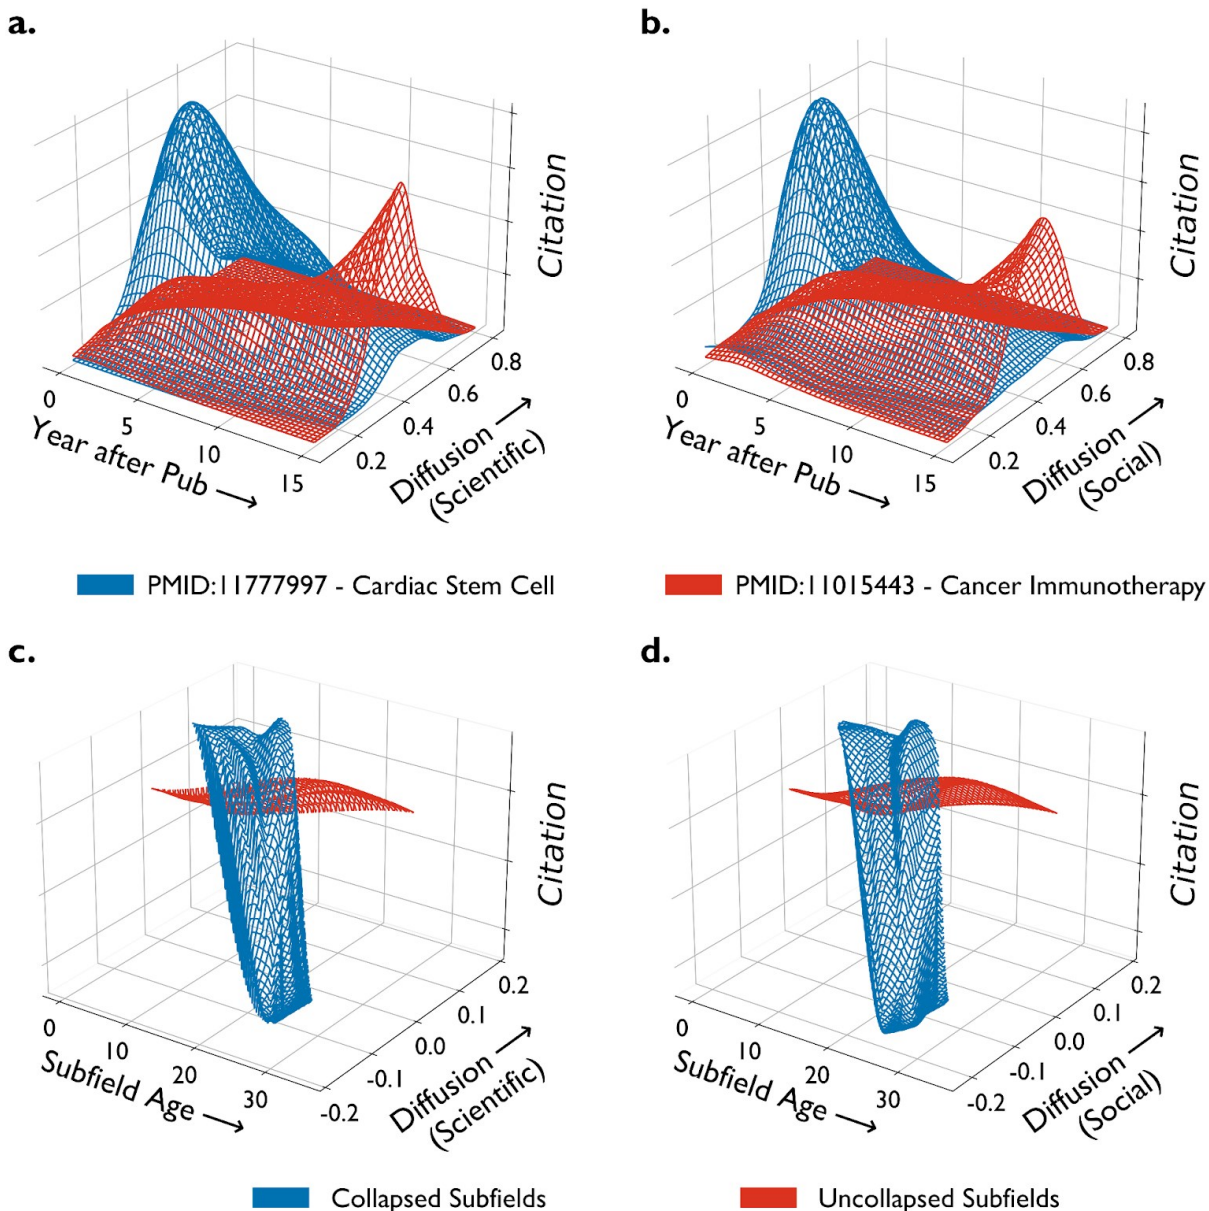 a.
Citation
0
5
10
15
Year after Pub →
0.2
0.4
0.6
0.8
Diffusion →
(Scientific)
b.
Citation
0
5
10
15
Year after Pub →
0.2
0.4
0.6
0.8
Diffusion →
(Social)
PMID:11777997 - Cardiac Stem Cell
PMID:11015443 - Cancer Immunotherapy
c.
Citation
0
10
20
30
Subfield Age →
-0.2
-0.1
0.0
0.1
0.2
Diffusion →
(Scientific)
d.
Citation
0
10
20
30
Subfield Age →
-0.2
-0.1
0.0
0.1
0.2
Diffusion →
(Social)
Collapsed Subfields
Uncollapsed Subfields